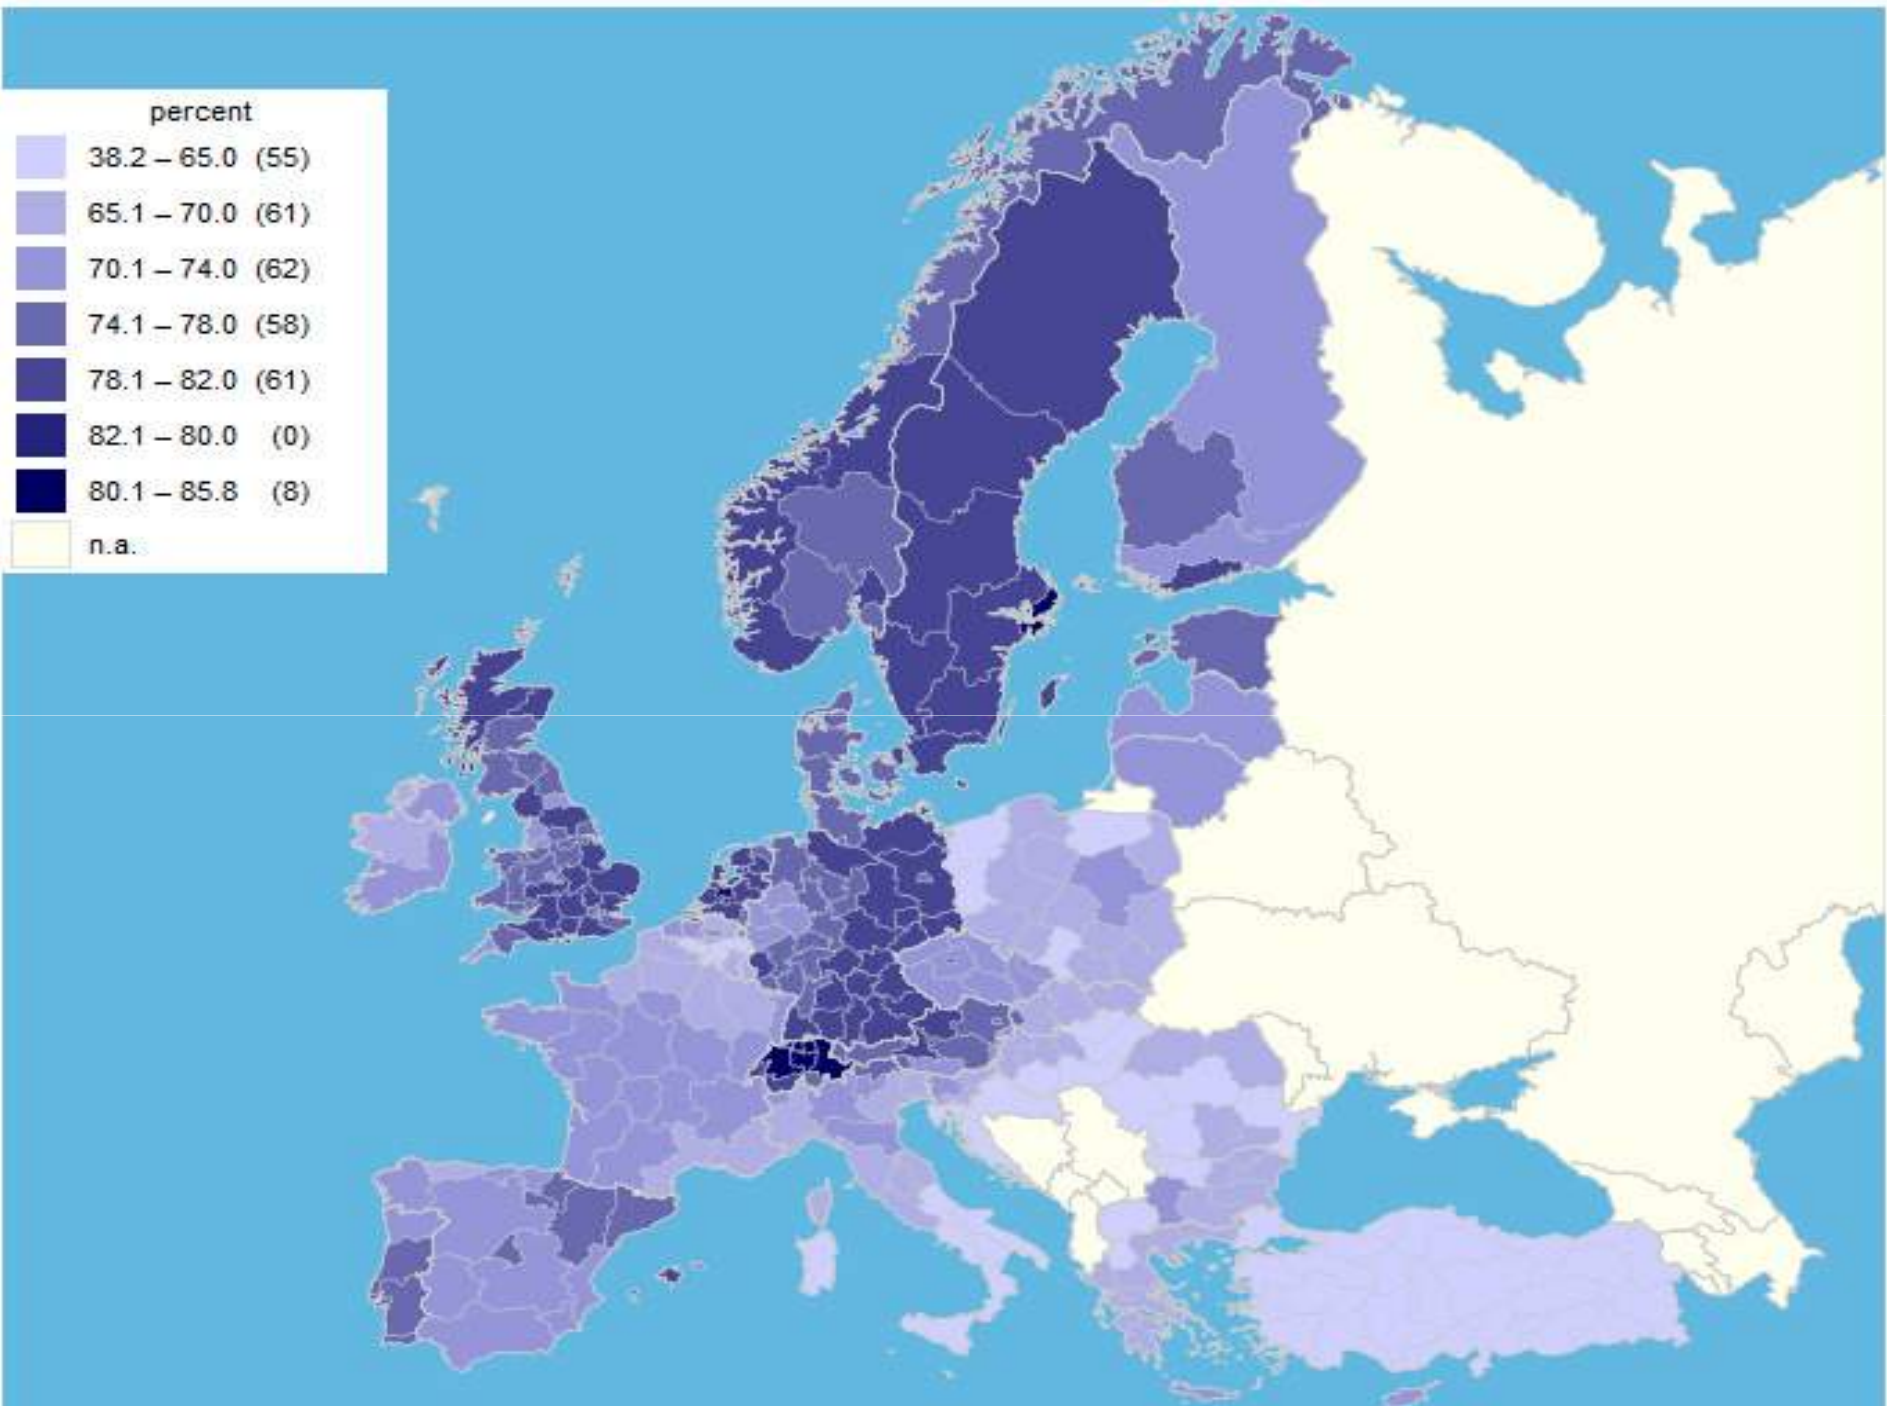 percent
38.2 – 65.0 (55)
65.1 – 70.0 (61)
70.1 – 74.0 (62)
74.1 – 78.0 (58)
78.1 – 82.0 (61)
82.1 – 80.0 (0)
80.1 – 85.8 (8)
n.a.